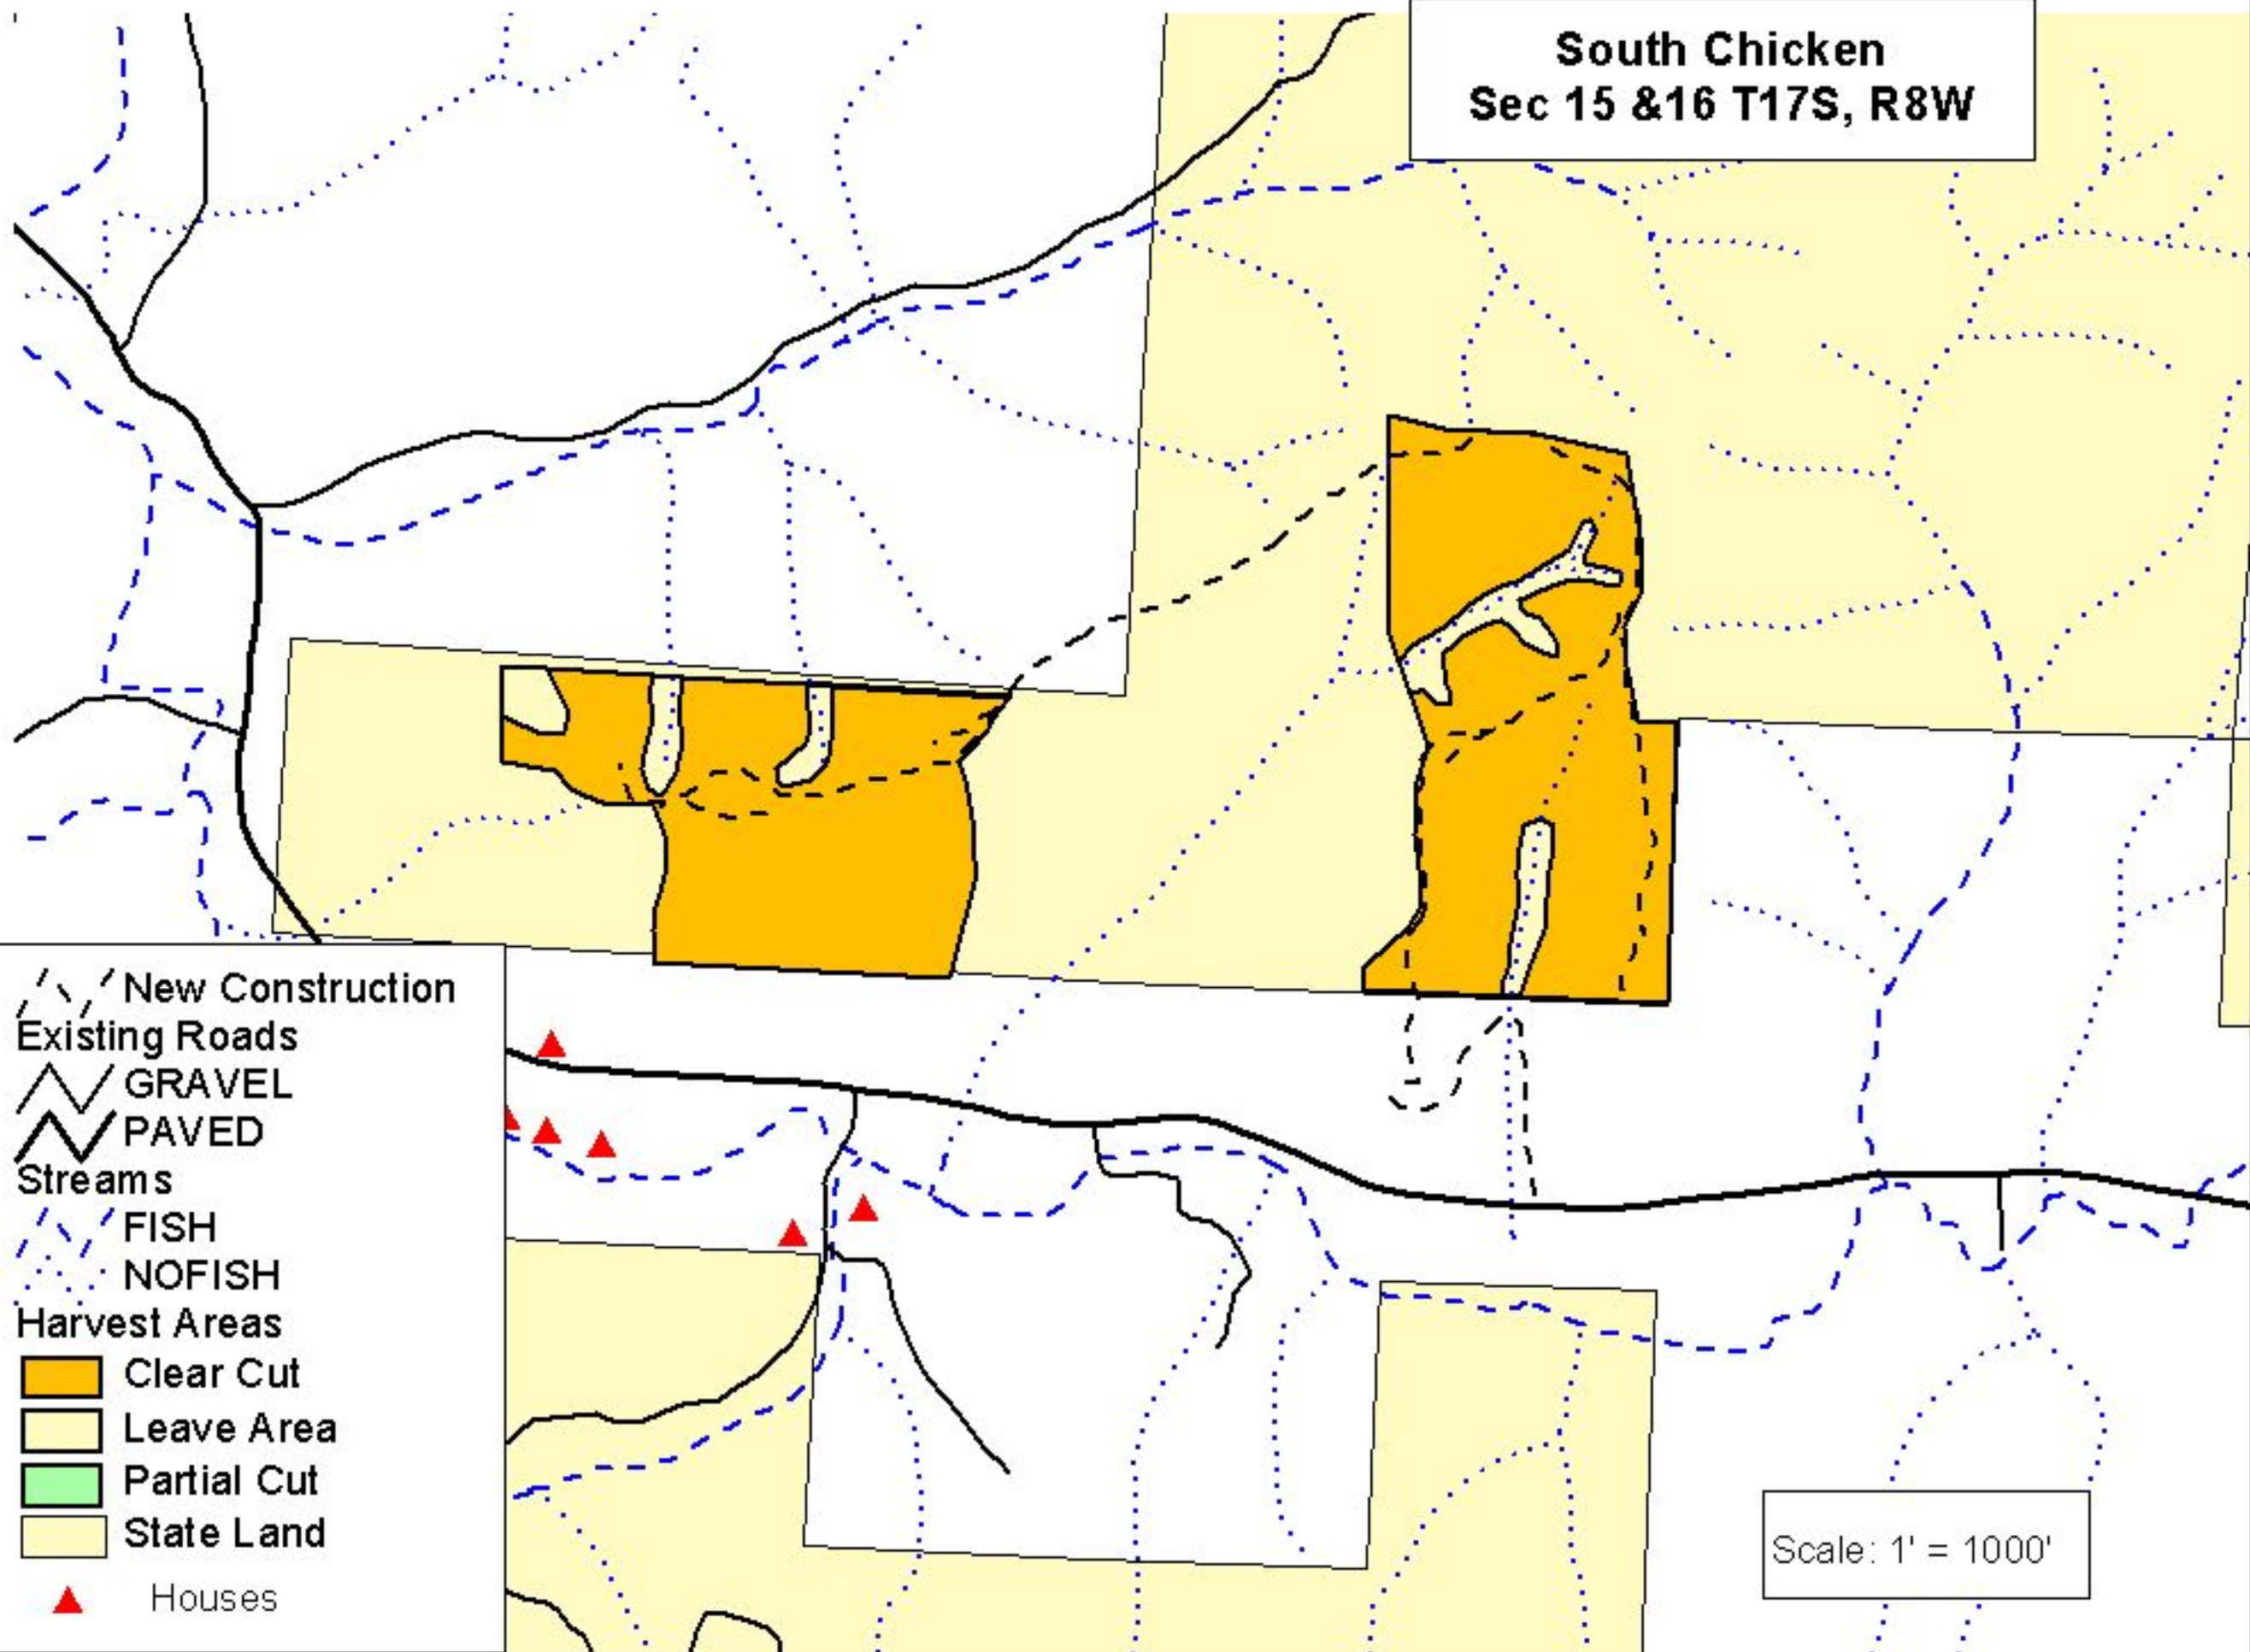 South Chicken
Sec 15 &16 T17S, R8W
New Construction
Existing Roads
GRAVEL
PAVED
Streams
FISH
NOFISH
Harvest Areas
Clear Cut
Leave Area
Partial Cut
State Land
Houses
Scale: 1' = 1000'